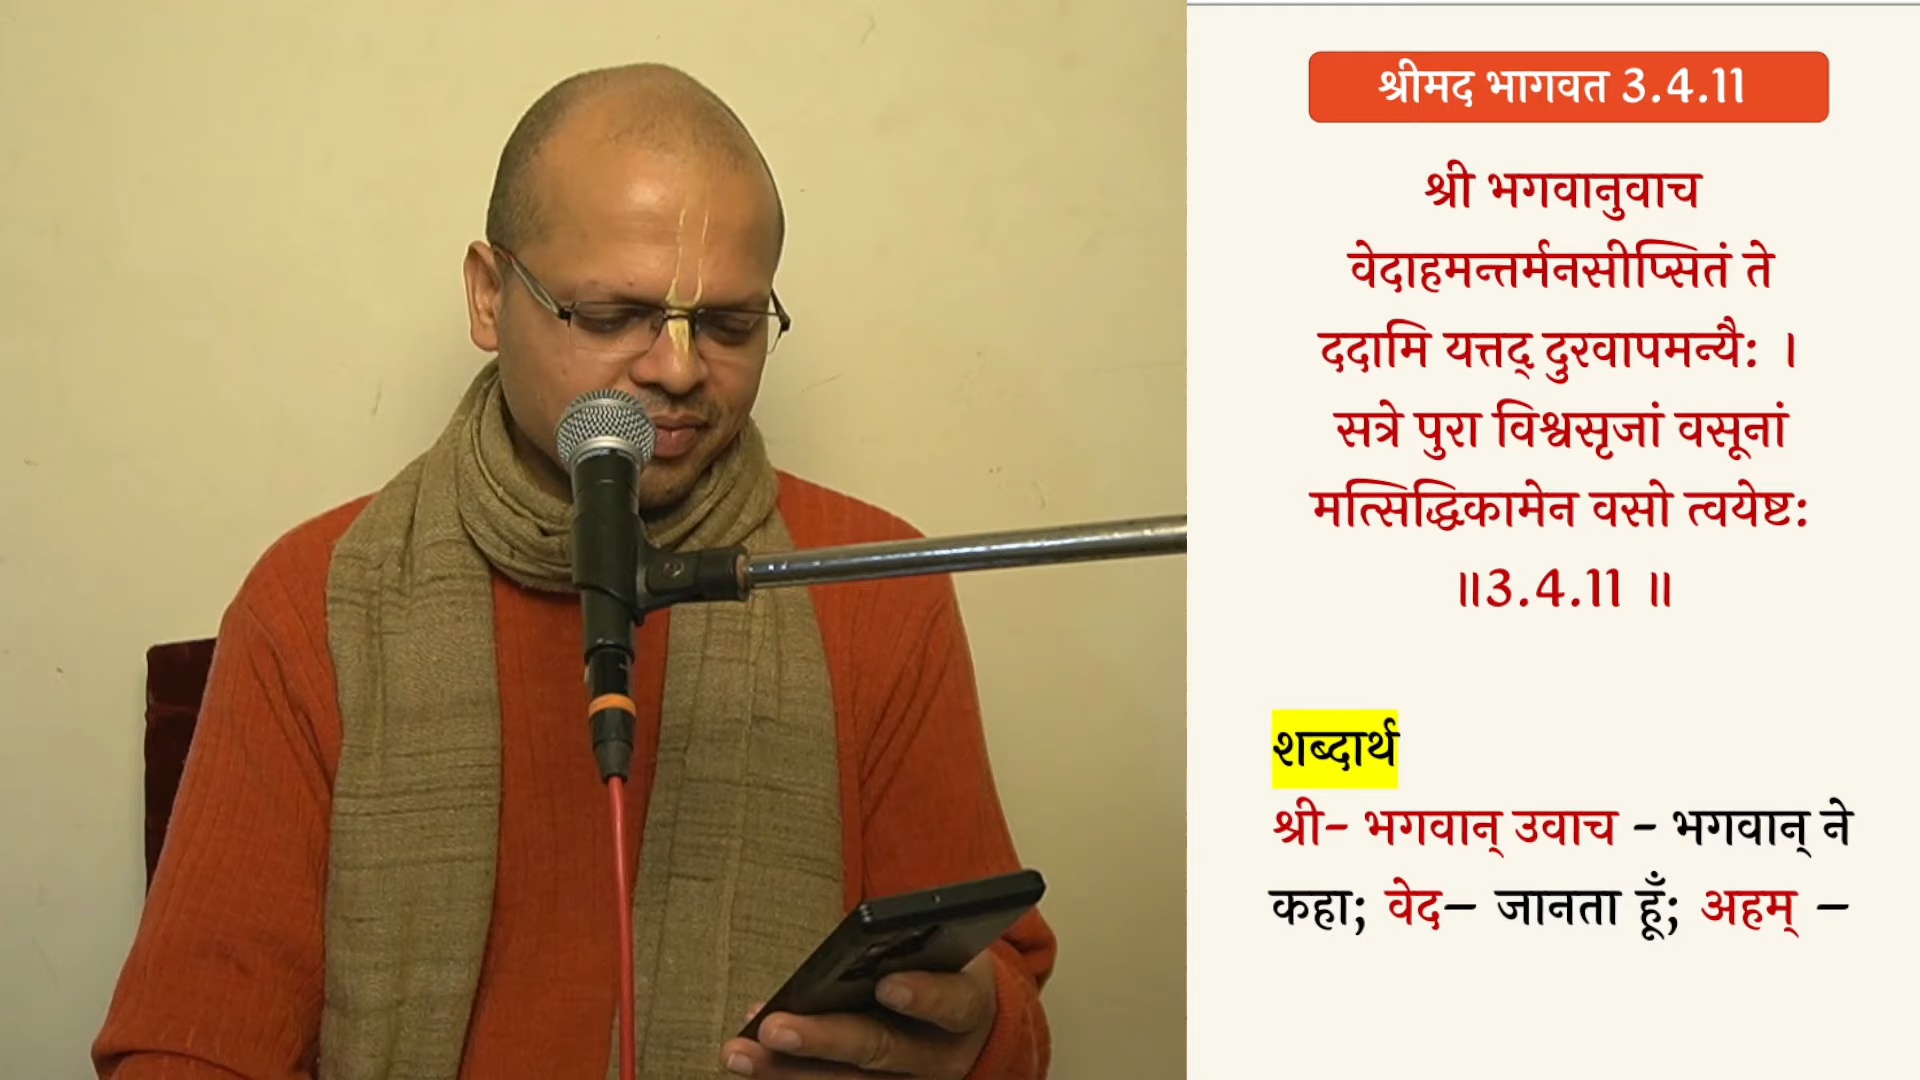 श्रीमद भागवत 3.4.11
श्री भगवानुवाच
वेदाहमन्तर्मनसीप्सितं ते
ददामि यत्तद् दुरवापमन्यै: ।
सत्रे पुरा विश्वसृजां वसूनां
मत्सिद्धिकामेन वसो त्वयेष्ट:
॥3.4.11 ॥
शब्दार्थ
श्री- भगवान् उवाच – भगवान् ने
कहा; वेद– जानता हूँ; अहम् –